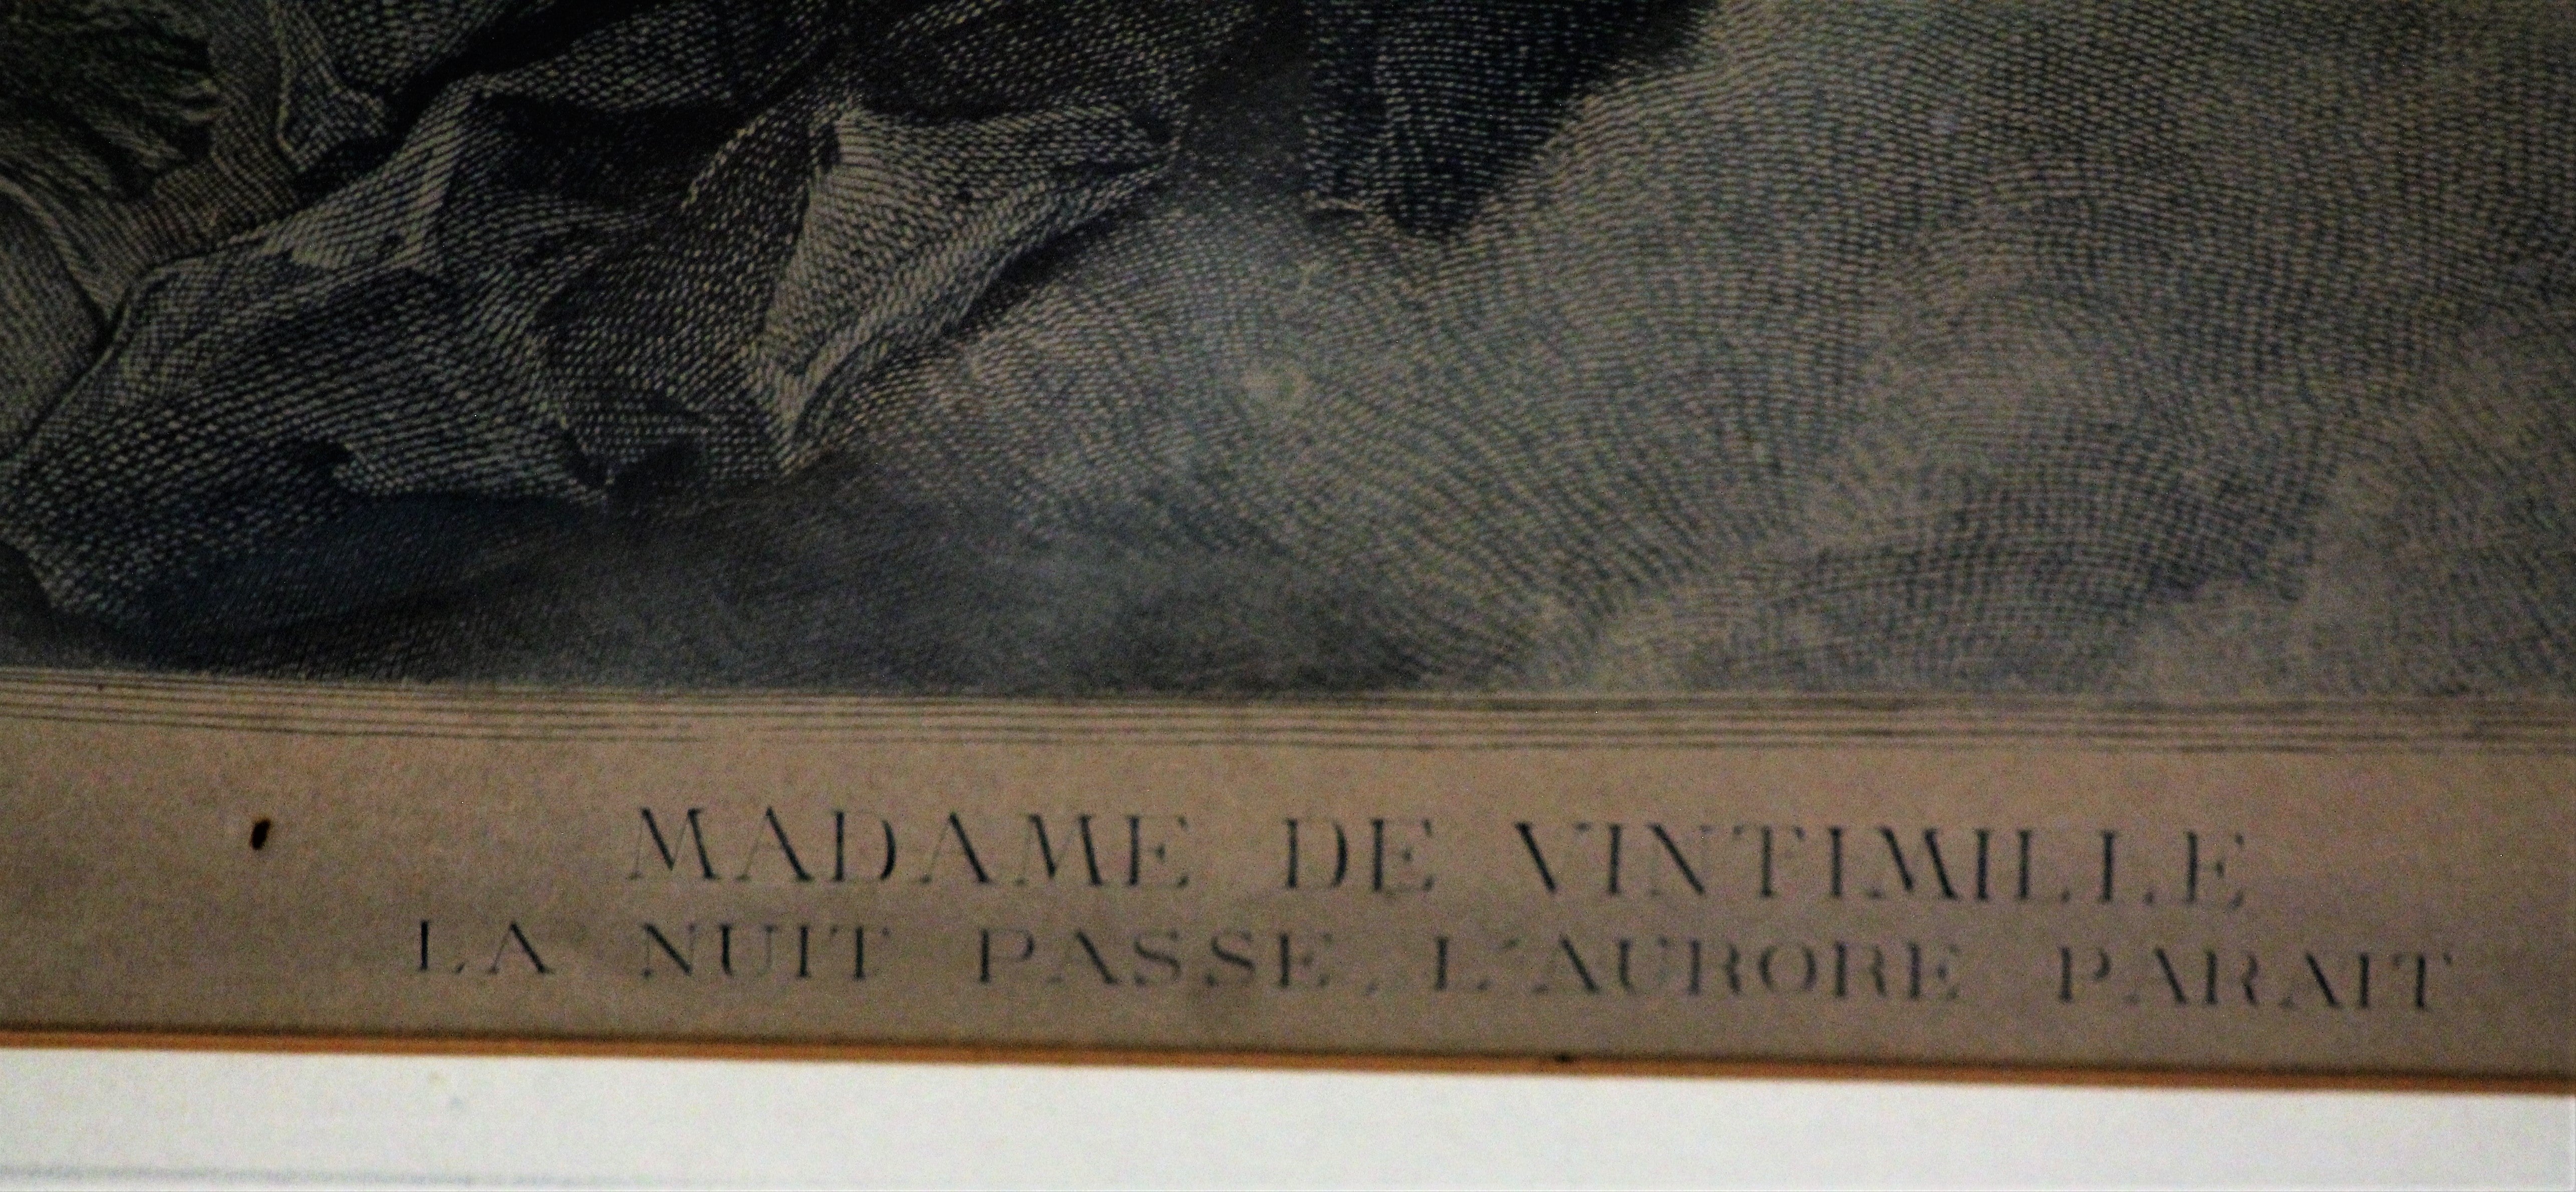 MADAME DE VINTIMILLE
LA NUIT PASSE, L'AURORE PARAIT